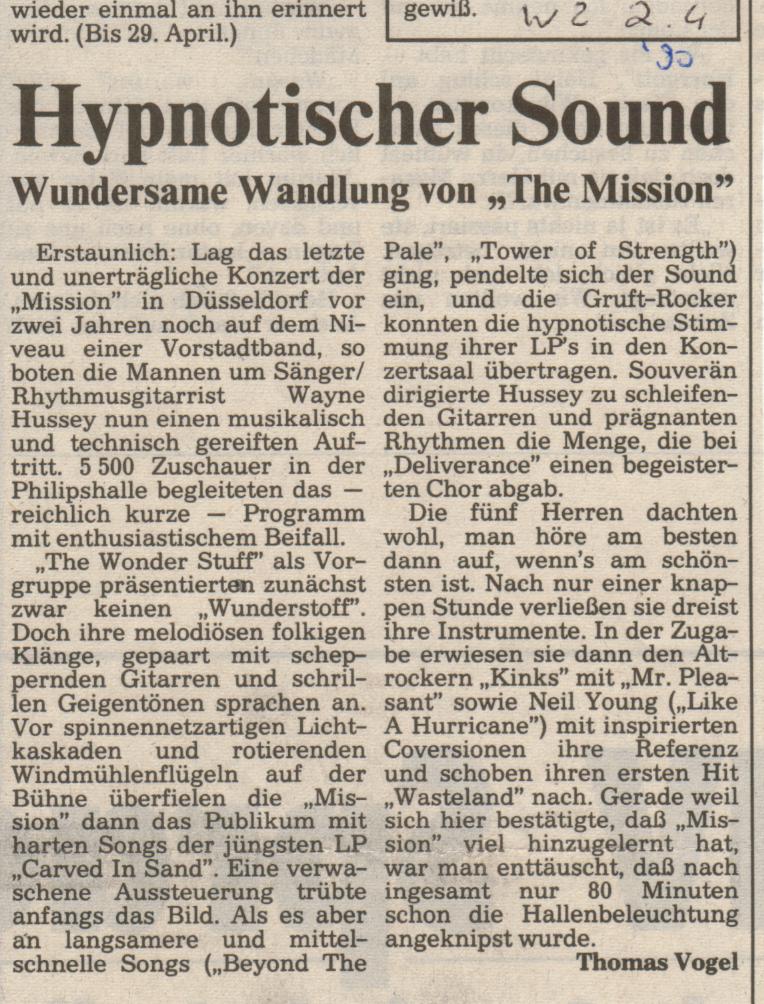 wieder einmal an ihn erinnert
wird. (Bis 29. April.)
gewiß.
WZ 2.4
'90
Hypnotischer Sound
Wundersame Wandlung von „The Mission”
Erstaunlich: Lag das letzte
und unerträgliche Konzert der
„Mission” in Düsseldorf vor
zwei Jahren noch auf dem Ni-
veau einer Vorstadtband, so
boten die Mannen um Sänger/
Rhythmusgitarrist Wayne
Hussey nun einen musikalisch
und technisch gereiften Auf-
tritt. 5 500 Zuschauer in der
Philipshalle begleiteten das —
reichlich kurze — Programm
mit enthusiastischem Beifall.
„The Wonder Stuff” als Vor-
gruppe präsentierten zunächst
zwar keinen „Wunderstoff”.
Doch ihre melodiösen folkigen
Klänge, gepaart mit schep-
pernden Gitarren und schril-
len Geigentönen sprachen an.
Vor spinnennetzartigen Licht-
kaskaden und rotierenden
Windmühlenflügeln auf der
Bühne überfielen die „Mis-
sion” dann das Publikum mit
harten Songs der jüngsten LP
„Carved In Sand”. Eine verwa-
schene Aussteuerung trübte
anfangs das Bild. Als es aber
an langsamere und mittel-
schnelle Songs („Beyond The
Pale”, „Tower of Strength”)
ging, pendelte sich der Sound
ein, und die Gruft-Rocker
konnten die hypnotische Stim-
mung ihrer LP's in den Kon-
zertsaal übertragen. Souverän
dirigierte Hussey zu schleifen-
den Gitarren und prägnanten
Rhythmen die Menge, die bei
„Deliverance” einen begeister-
ten Chor abgab.
Die fünf Herren dachten
wohl, man höre am besten
dann auf, wenn's am schön-
sten ist. Nach nur einer knap-
pen Stunde verließen sie dreist
ihre Instrumente. In der Zuga-
be erwiesen sie dann den Alt-
rockern „Kinks” mit „Mr. Plea-
sant” sowie Neil Young („Like
A Hurricane”) mit inspirierten
Coversionen ihre Referenz
und schoben ihren ersten Hit
„Wasteland” nach. Gerade weil
sich hier bestätigte, daß „Mis-
sion” viel hinzugelernt hat,
war man enttäuscht, daß nach
ingesamt nur 80 Minuten
schon die Hallenbeleuchtung
angeknipst wurde.
Thomas Vogel